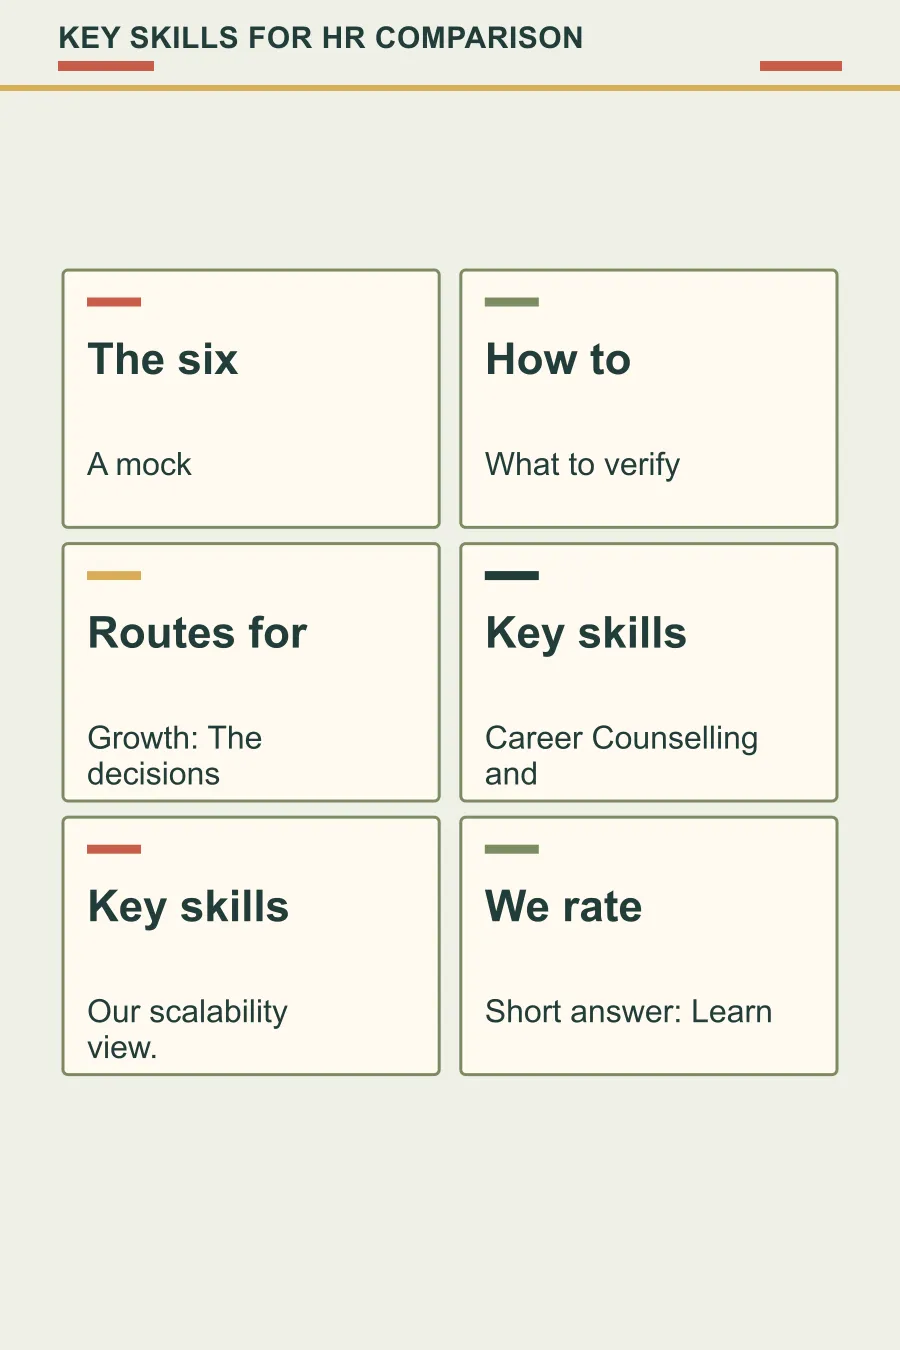 KEY SKILLS FOR HR COMPARISON
The six
A mock
How to
What to verify
Routes for
Growth: The
decisions
Key skills
Career Counselling
and
Key skills
Our scalability
view.
We rate
Short answer: Learn